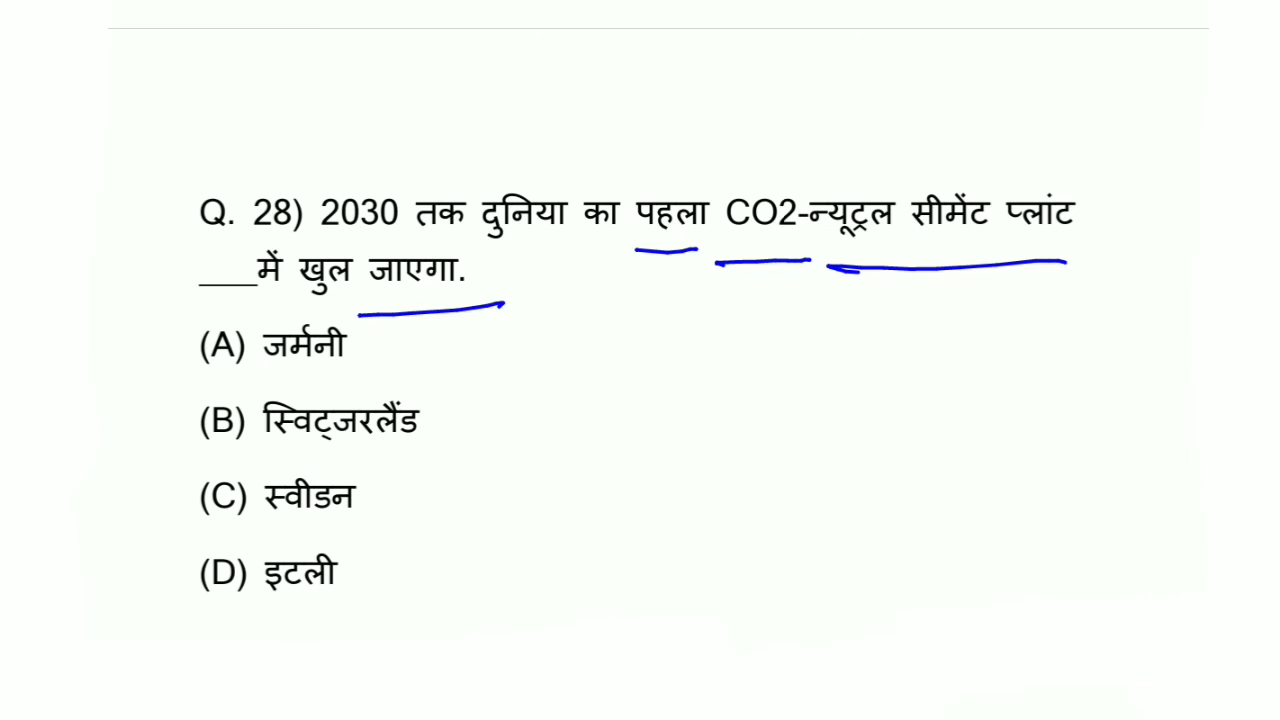 Q. 28) 2030 तक दुनिया का पहला CO2-न्यूट्रल सीमेंट प्लांट
___में खुल जाएगा.
(A) जर्मनी
(B) स्विट्जरलैंड
(C) स्वीडन
(D) इटली